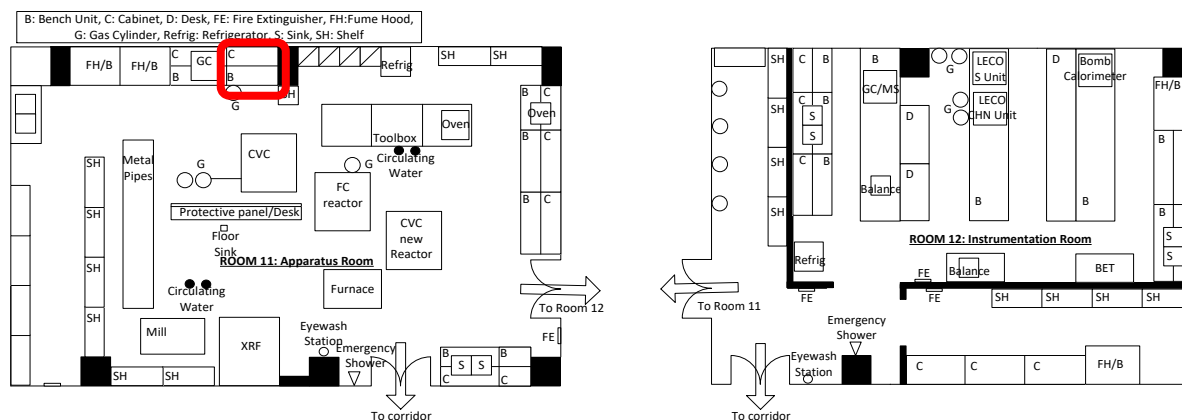 B: Bench Unit, C: Cabinet, D: Desk, FE: Fire Extinguisher, FH:Fume Hood,
G: Gas Cylinder, Refrig: Refrigerator, S: Sink, SH: Shelf
FH/B
FH/B
C
GC
B
C
B
G
SH
Refrig
SH
SH
B
C
Oven
B
C
B
C
Toolbox
Oven
Circulating
Water
Metal
Pipes
CVC
G
G
FC
reactor
CVC
new
Reactor
Protective panel/Desk
Floor
Sink
ROOM 11: Apparatus Room
SH
SH
SH
SH
Circulating
Water
Furnace
Mill
XRF
Eyewash
Station
Emergency
Shower
SH
SH
To Room 12
FE
B
B
S
S
C
C
To corridor
SH
SH
SH
SH
C
B
C
B
S
S
C
B
Refrig
B
GC/MS
Balance
D
D
G
G
LECO
S Unit
LECO
CHN Unit
B
D
Bomb
Calorimeter
B
FH/B
B
S
S
ROOM 12: Instrumentation Room
Balance
BET
FE
FE
FE
To Room 11
SH
SH
SH
SH
Emergency
Shower
Eyewash
Station
C
C
C
FH/B
To corridor